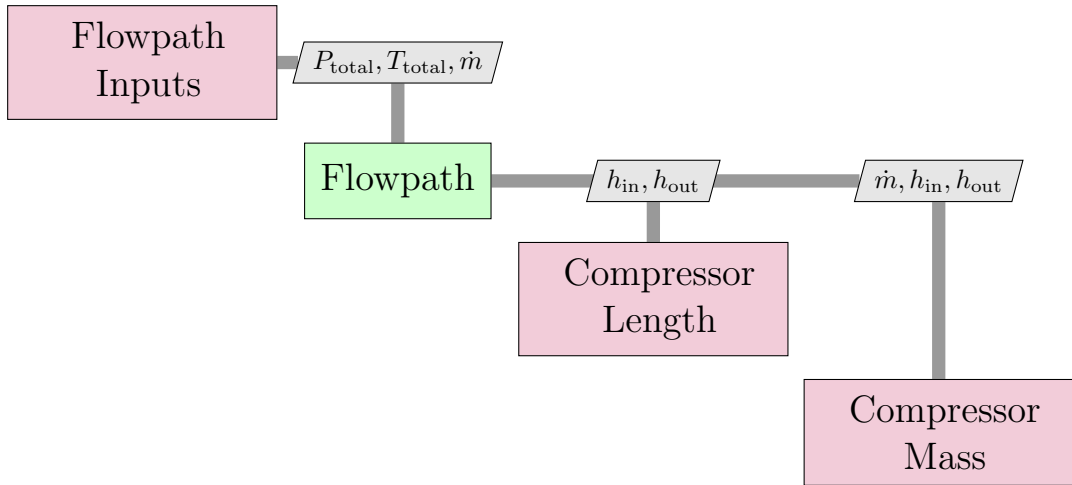 Flowpath
Inputs
P_total, T_total, ṁ
Flowpath
h_in, h_out
ṁ, h_in, h_out
Compressor
Length
Compressor
Mass